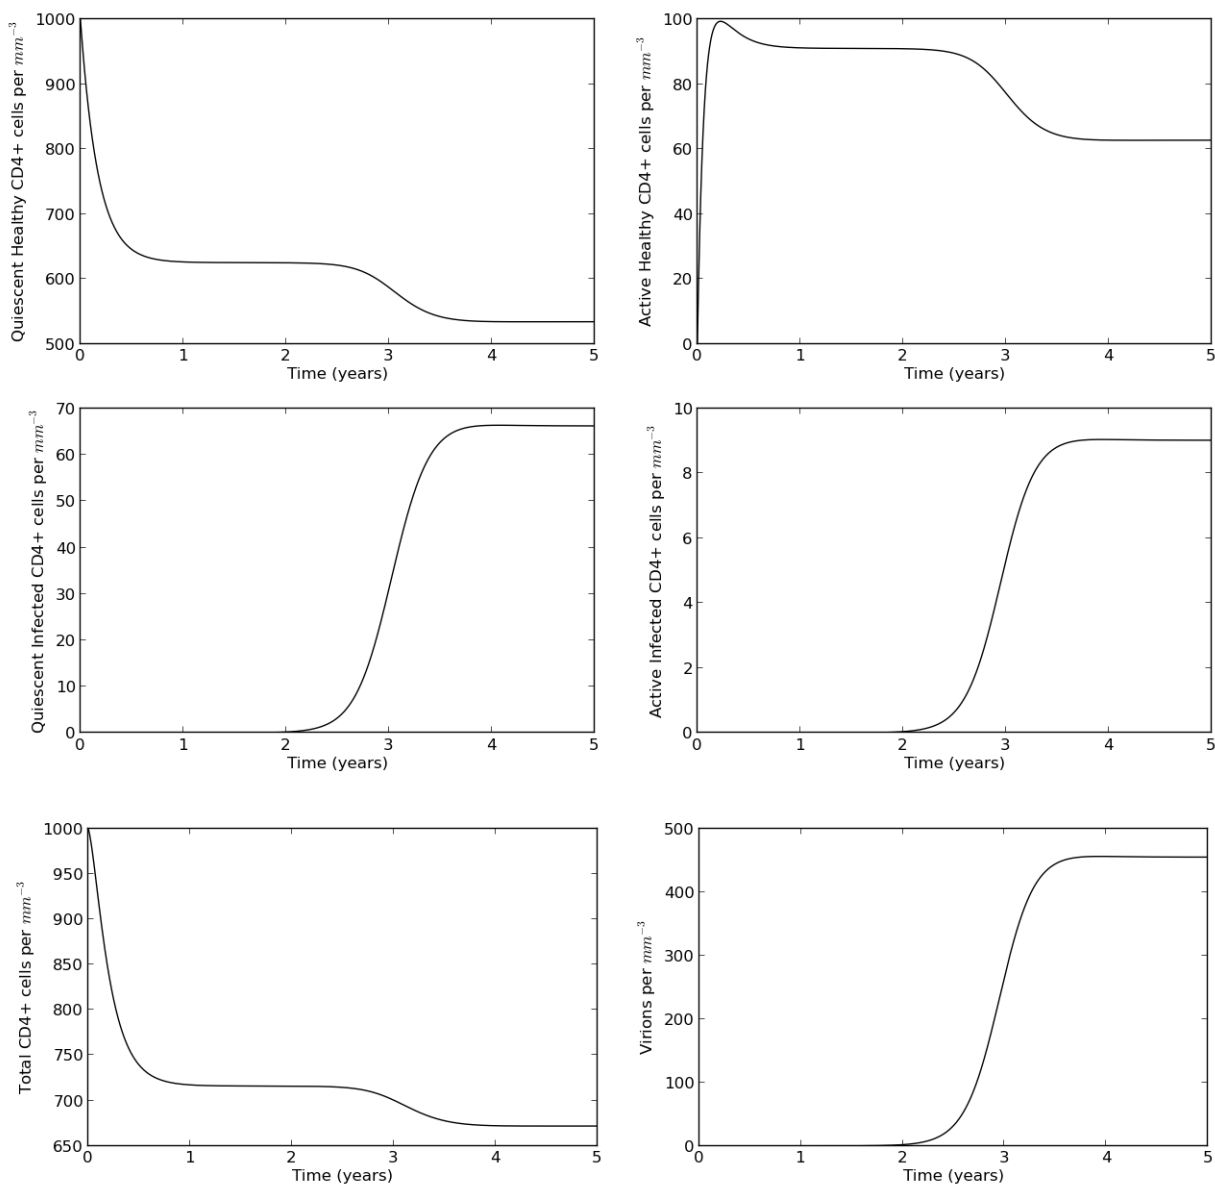 Quiescent Healthy CD4+ cells per mm⁻³
1000
900
800
700
600
500
0 1 2 3 4 5
Time (years)
Active Healthy CD4+ cells per mm⁻³
100
80
60
40
20
0
0 1 2 3 4 5
Time (years)
Quiescent Infected CD4+ cells per mm⁻³
70
60
50
40
30
20
10
0
0 1 2 3 4 5
Time (years)
Active Infected CD4+ cells per mm⁻³
10
8
6
4
2
0
0 1 2 3 4 5
Time (years)
Total CD4+ cells per mm⁻³
1000
950
900
850
800
750
700
650
0 1 2 3 4 5
Time (years)
Virions per mm⁻³
500
400
300
200
100
0
0 1 2 3 4 5
Time (years)